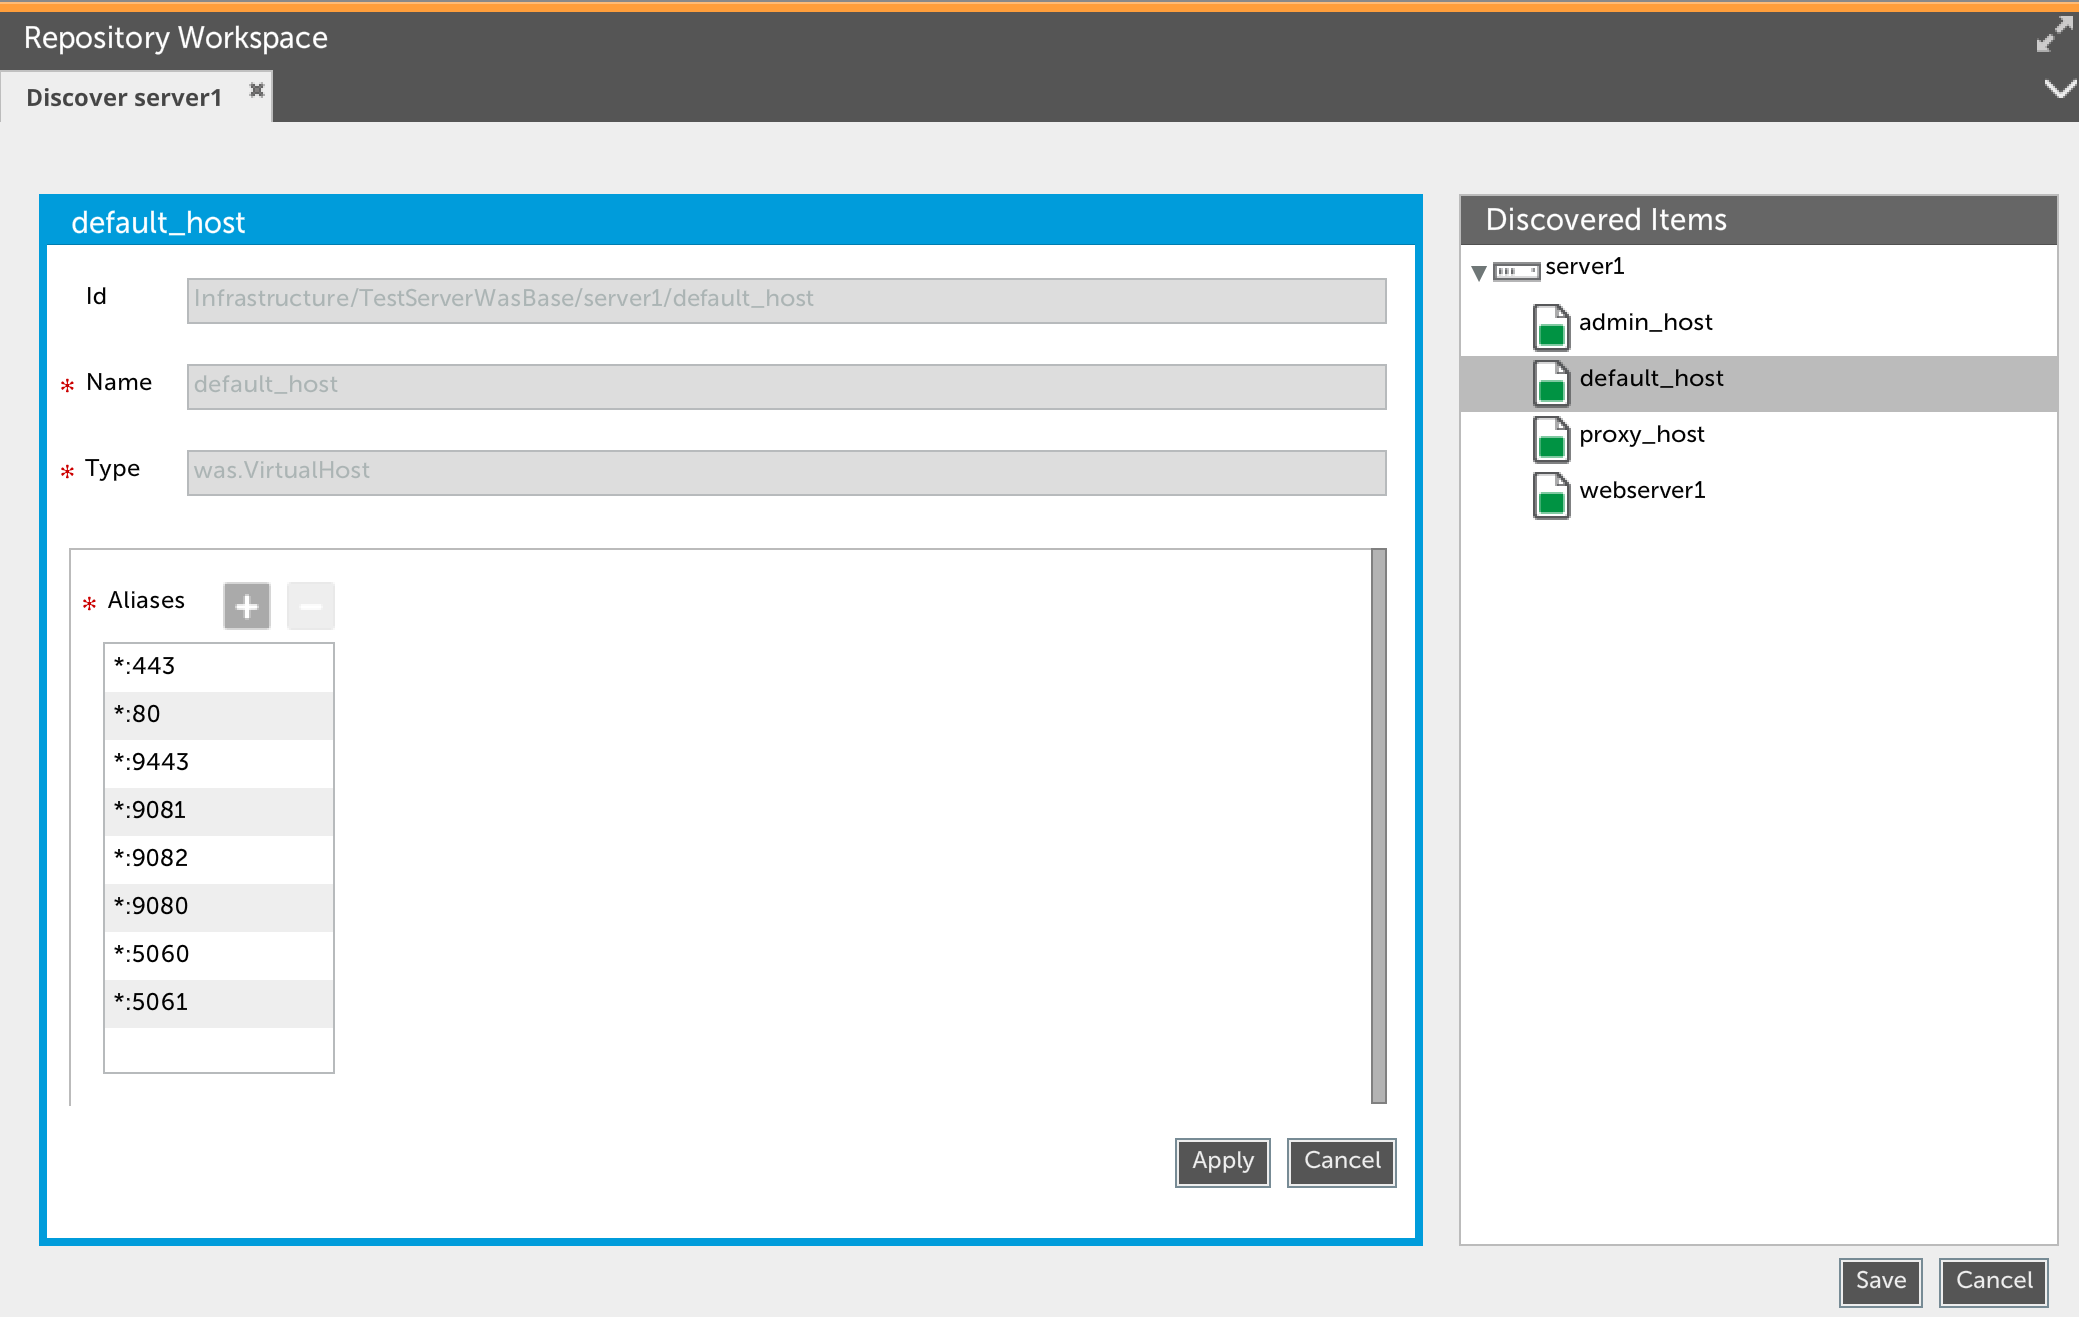 Repository Workspace
Discover server1
default_host
Id
Infrastructure/TestServerWasBase/server1/default_host
* Name
default_host
* Type
was.VirtualHost
* Aliases
*:443
*:80
*:9443
*:9081
*:9082
*:9080
*:5060
*:5061
Apply
Cancel
Discovered Items
server1
admin_host
default_host
proxy_host
webserver1
Save
Cancel